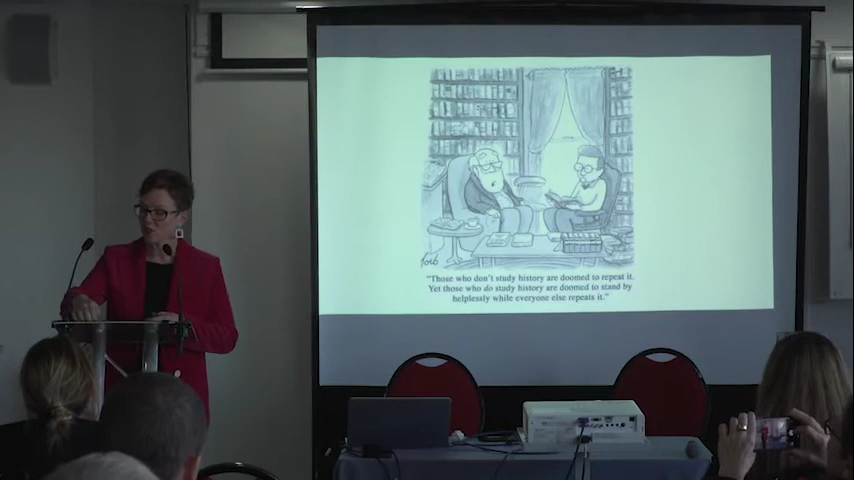 "Those who don't study history are doomed to repeat it.
Yet those who do study history are doomed to stand by
helplessly while everyone else repeats it."